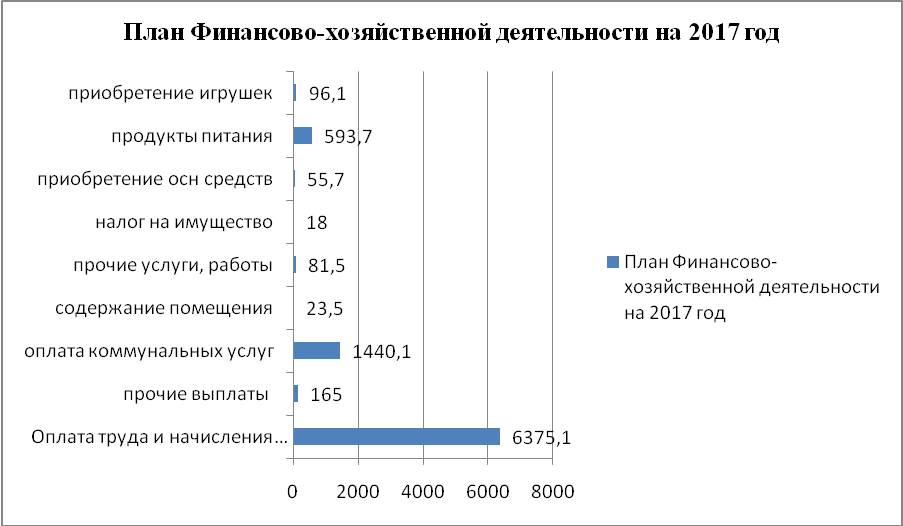 План Финансово-хозяйственной деятельности на 2017 год
приобретение игрушек 96,1
продукты питания 593,7
приобретение осн средств 55,7
налог на имущество 18
прочие услуги, работы 81,5
содержание помещения 23,5
оплата коммунальных услуг 1440,1
прочие выплаты 165
Оплата труда и начисления... 6375,1
0 2000 4000 6000 8000
План Финансово-
хозяйственной деятельности
на 2017 год